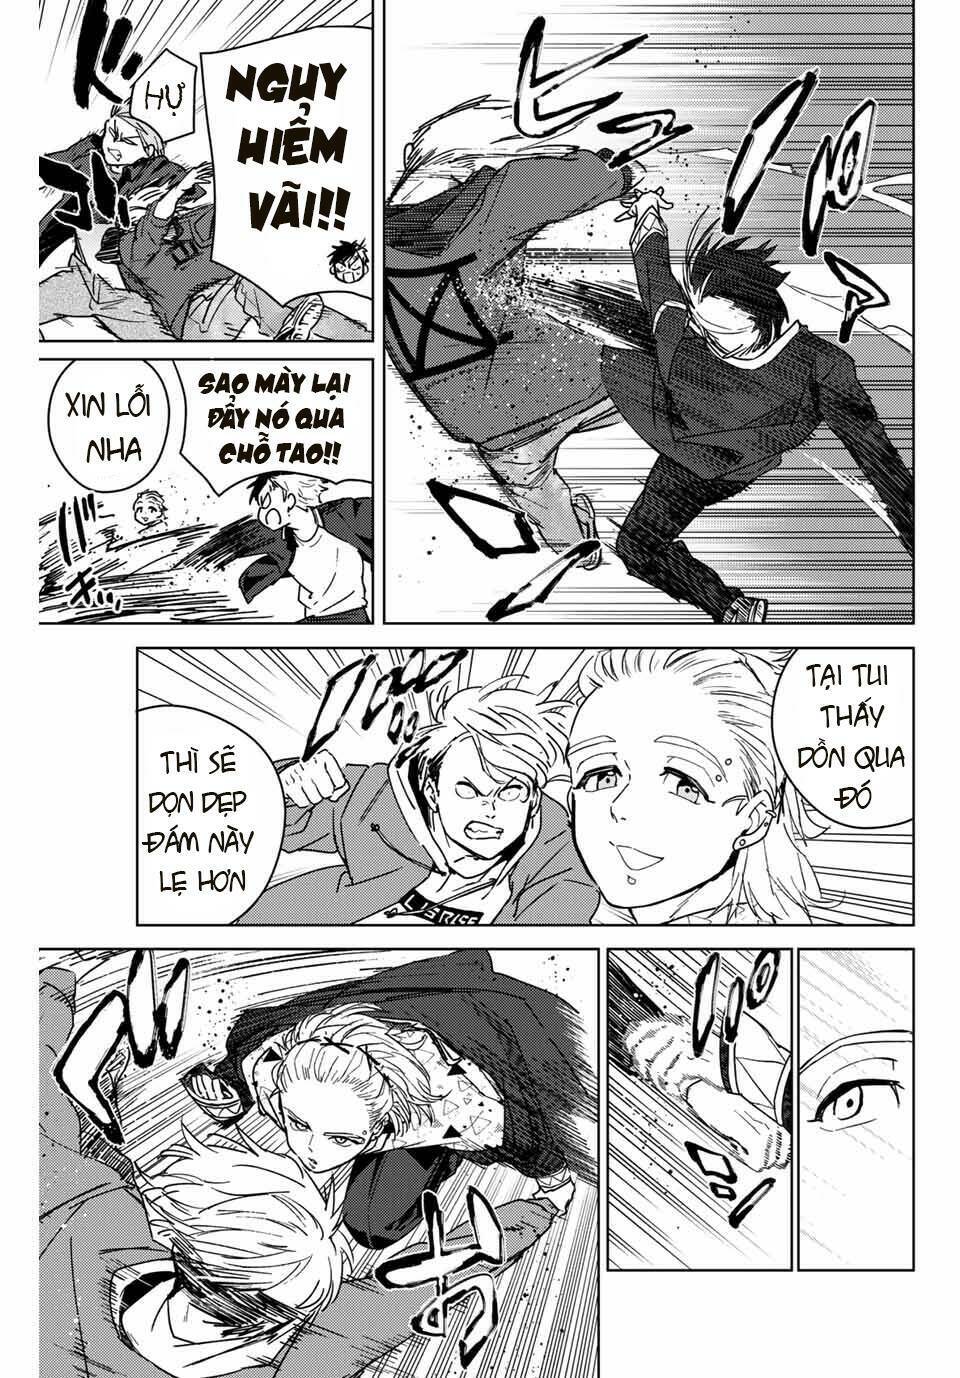 NGUY
HIỂM
VÃI!!
HỰ
SAO MÀY LẠI
ĐẨY NÓ QUA
CHỖ TAO!!
XIN LỖI
NHA
TẠI TUI
THẤY
DỒN QUA
ĐÓ
THÌ SẼ
DỌN DẸP
ĐÁM NÀY
LẸ HƠN